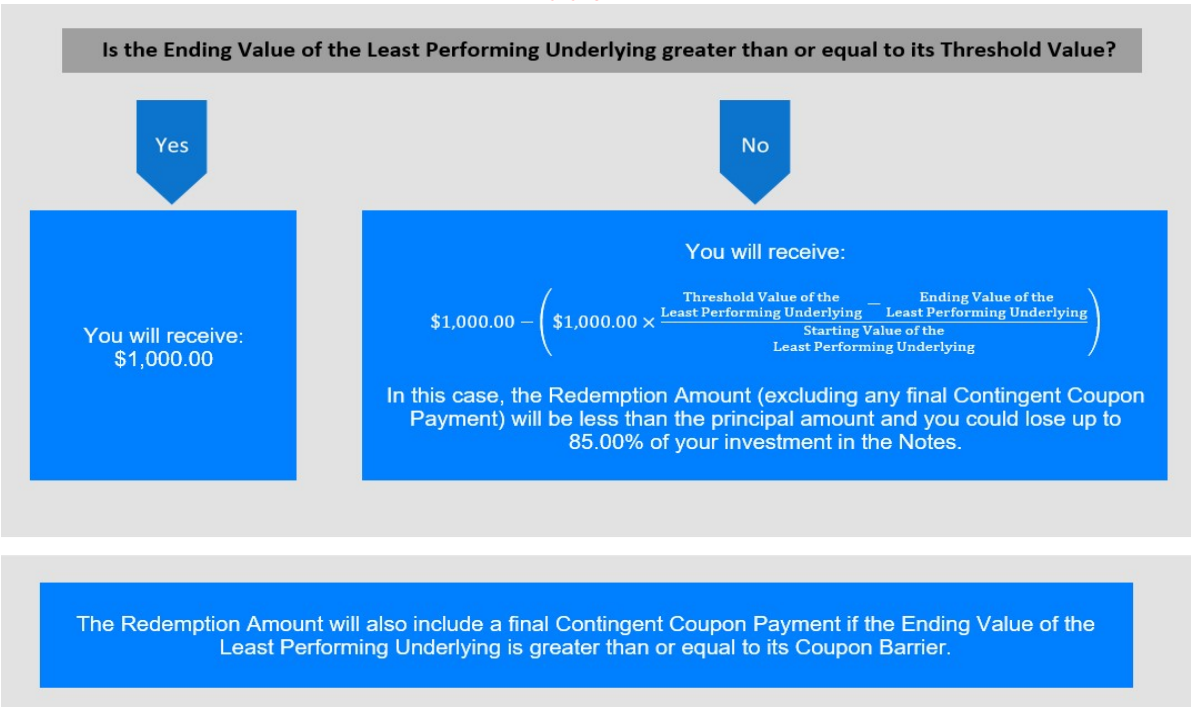 Is the Ending Value of the Least Performing Underlying greater than or equal to its Threshold Value?
Yes
No
You will receive:
$1,000.00
You will receive:
$1,000.00 − ( $1,000.00 × (Threshold Value of the Least Performing Underlying − Ending Value of the Least Performing Underlying) / Starting Value of the Least Performing Underlying )
In this case, the Redemption Amount (excluding any final Contingent Coupon
Payment) will be less than the principal amount and you could lose up to
85.00% of your investment in the Notes.
The Redemption Amount will also include a final Contingent Coupon Payment if the Ending Value of the
Least Performing Underlying is greater than or equal to its Coupon Barrier.